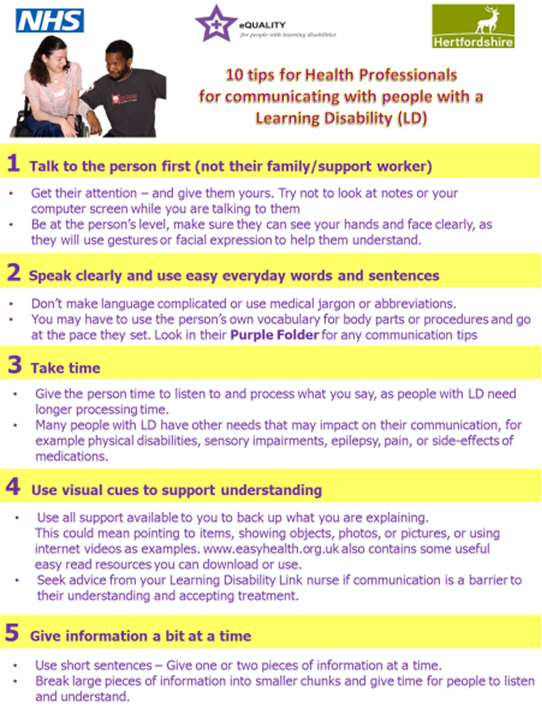 NHS
eQUALITY
for people with learning disabilities
Hertfordshire
10 tips for Health Professionals
for communicating with people with a
Learning Disability (LD)
1 Talk to the person first (not their family/support worker)
• Get their attention – and give them yours. Try not to look at notes or your
computer screen while you are talking to them
• Be at the person's level, make sure they can see your hands and face clearly, as
they will use gestures or facial expression to help them understand.
2 Speak clearly and use easy everyday words and sentences
• Don't make language complicated or use medical jargon or abbreviations.
• You may have to use the person's own vocabulary for body parts or procedures and go
at the pace they set. Look in their Purple Folder for any communication tips
3 Take time
• Give the person time to listen to and process what you say, as people with LD need
longer processing time.
• Many people with LD have other needs that may impact on their communication, for
example physical disabilities, sensory impairments, epilepsy, pain, or side-effects of
medications.
4 Use visual cues to support understanding
• Use all support available to you to back up what you are explaining.
This could mean pointing to items, showing objects, photos, or pictures, or using
internet videos as examples. www.easyhealth.org.uk also contains some useful
easy read resources you can download or use.
• Seek advice from your Learning Disability Link nurse if communication is a barrier to
their understanding and accepting treatment.
5 Give information a bit at a time
• Use short sentences – Give one or two pieces of information at a time.
• Break large pieces of information into smaller chunks and give time for people to listen
and understand.